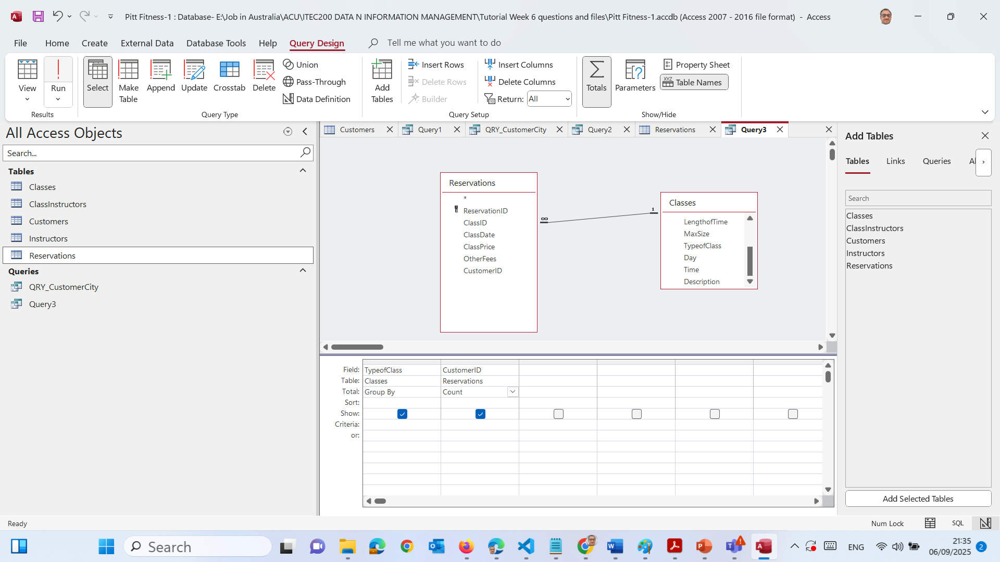 Pitt Fitness-1 : Database- E:\Job in Australia\ACU\ITEC200 DATA N INFORMATION MANAGEMENT\Tutorial Week 6 questions and files\Pitt Fitness-1.accdb (Access 2007 - 2016 file format) - Access
File Home Create External Data Database Tools Help Query Design Tell me what you want to do
View Run Select Make Table Append Update Crosstab Delete
Union
Pass-Through
Data Definition
Add Tables
Insert Rows
Delete Rows
Builder
Insert Columns
Delete Columns
Return: All
Totals Parameters
Property Sheet
XYZ Table Names
Results Query Type Query Setup Show/Hide
All Access Objects
Search...
Tables
Classes
ClassInstructors
Customers
Instructors
Reservations
Queries
QRY_CustomerCity
Query3
Customers Query1 QRY_CustomerCity Query2 Reservations Query3
Reservations
*
ReservationID
ClassID
ClassDate
ClassPrice
OtherFees
CustomerID
∞ 1
Classes
LengthofTime
MaxSize
TypeofClass
Day
Time
Description
Field: TypeofClass CustomerID
Table: Classes Reservations
Total: Group By Count
Sort:
Show:
Criteria:
or:
Add Tables
Tables Links Queries Al
Search
Classes
ClassInstructors
Customers
Instructors
Reservations
Add Selected Tables
Ready Num Lock SQL
Search ENG 21:35
06/09/2025 2